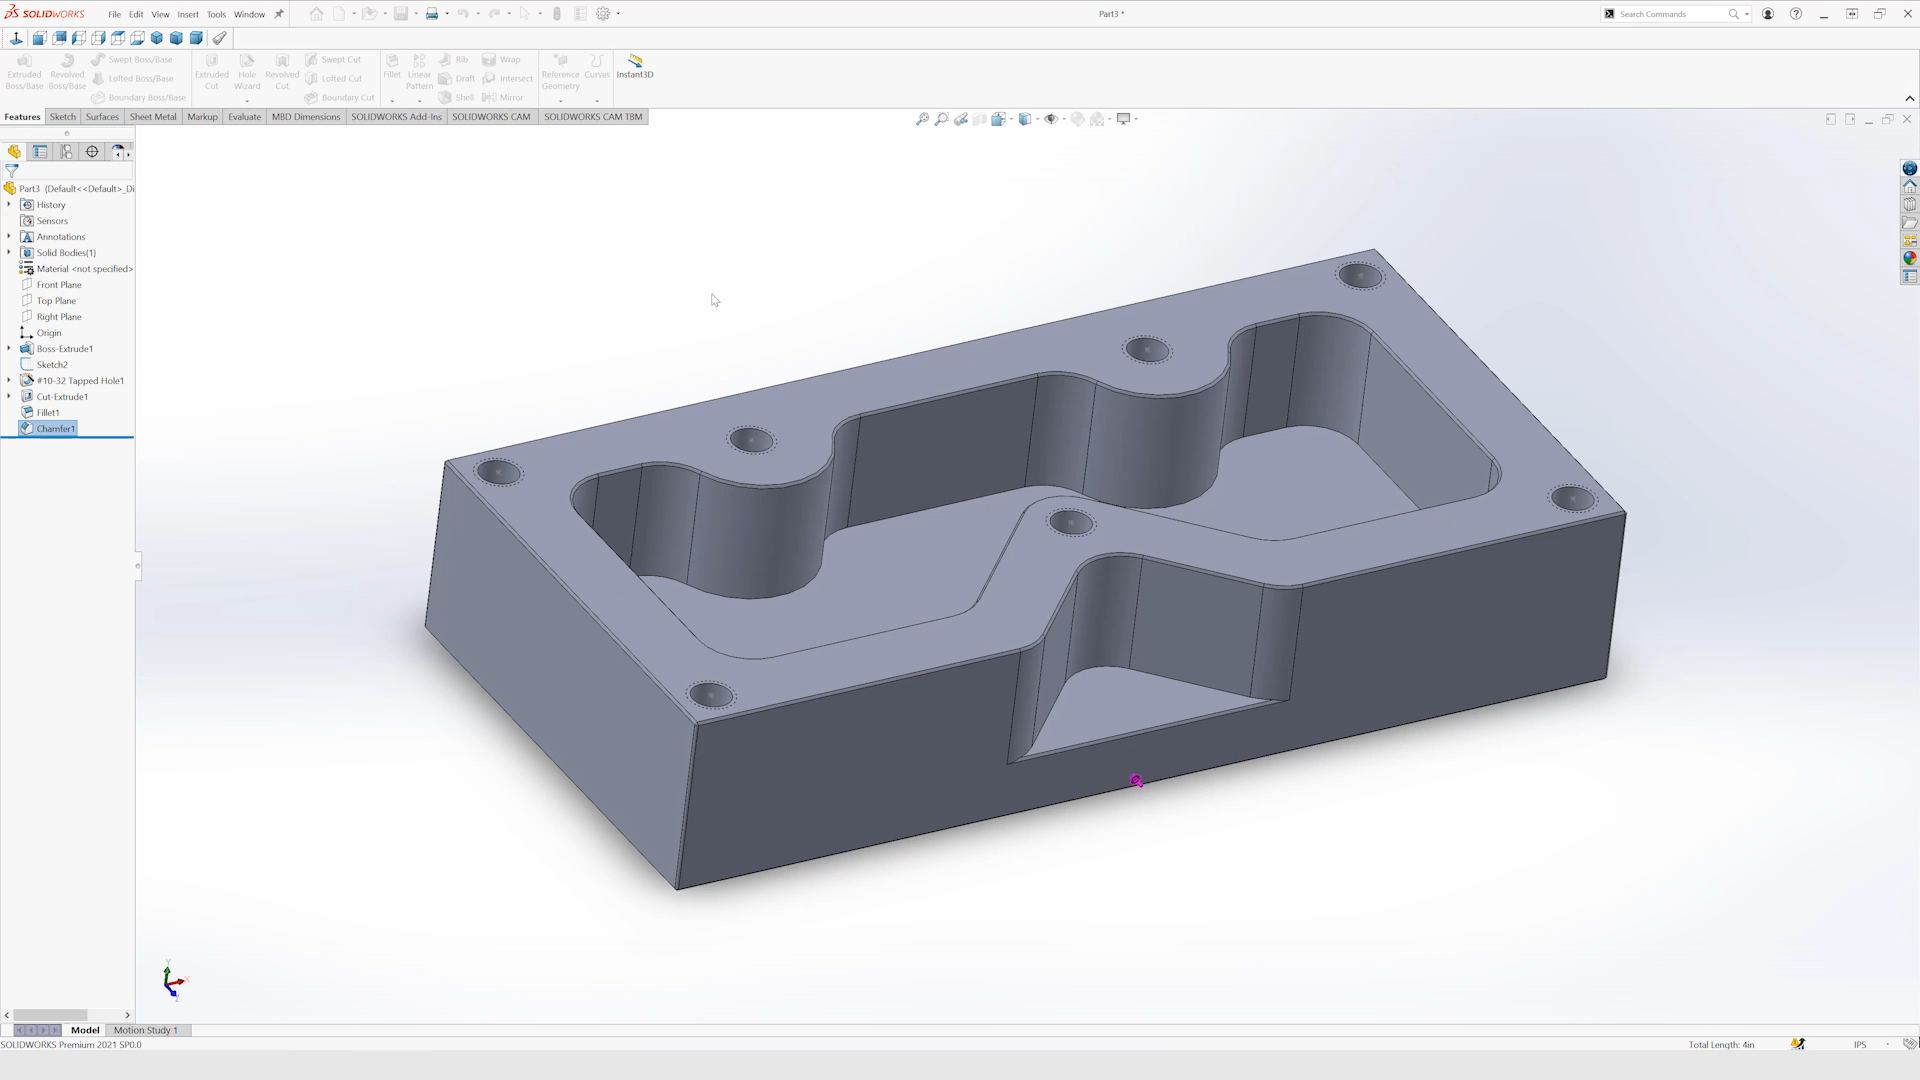 SOLIDWORKS File Edit View Insert Tools Window Part3 * Search Commands
Extruded Boss/Base Revolved Boss/Base Swept Boss/Base Lofted Boss/Base Boundary Boss/Base Extruded Cut Hole Wizard Revolved Cut Swept Cut Lofted Cut Boundary Cut Fillet Linear Pattern Rib Draft Shell Wrap Intersect Mirror Reference Geometry Curves Instant3D
Features Sketch Surfaces Sheet Metal Markup Evaluate MBD Dimensions SOLIDWORKS Add-Ins SOLIDWORKS CAM SOLIDWORKS CAM TBM
Part3 (Default<<Default>_Di
History
Sensors
Annotations
Solid Bodies(1)
Material <not specified>
Front Plane
Top Plane
Right Plane
Origin
Boss-Extrude1
Sketch2
#10-32 Tapped Hole1
Cut-Extrude1
Fillet1
Chamfer1
Model Motion Study 1
SOLIDWORKS Premium 2021 SP0.0 Total Length: 4in IPS